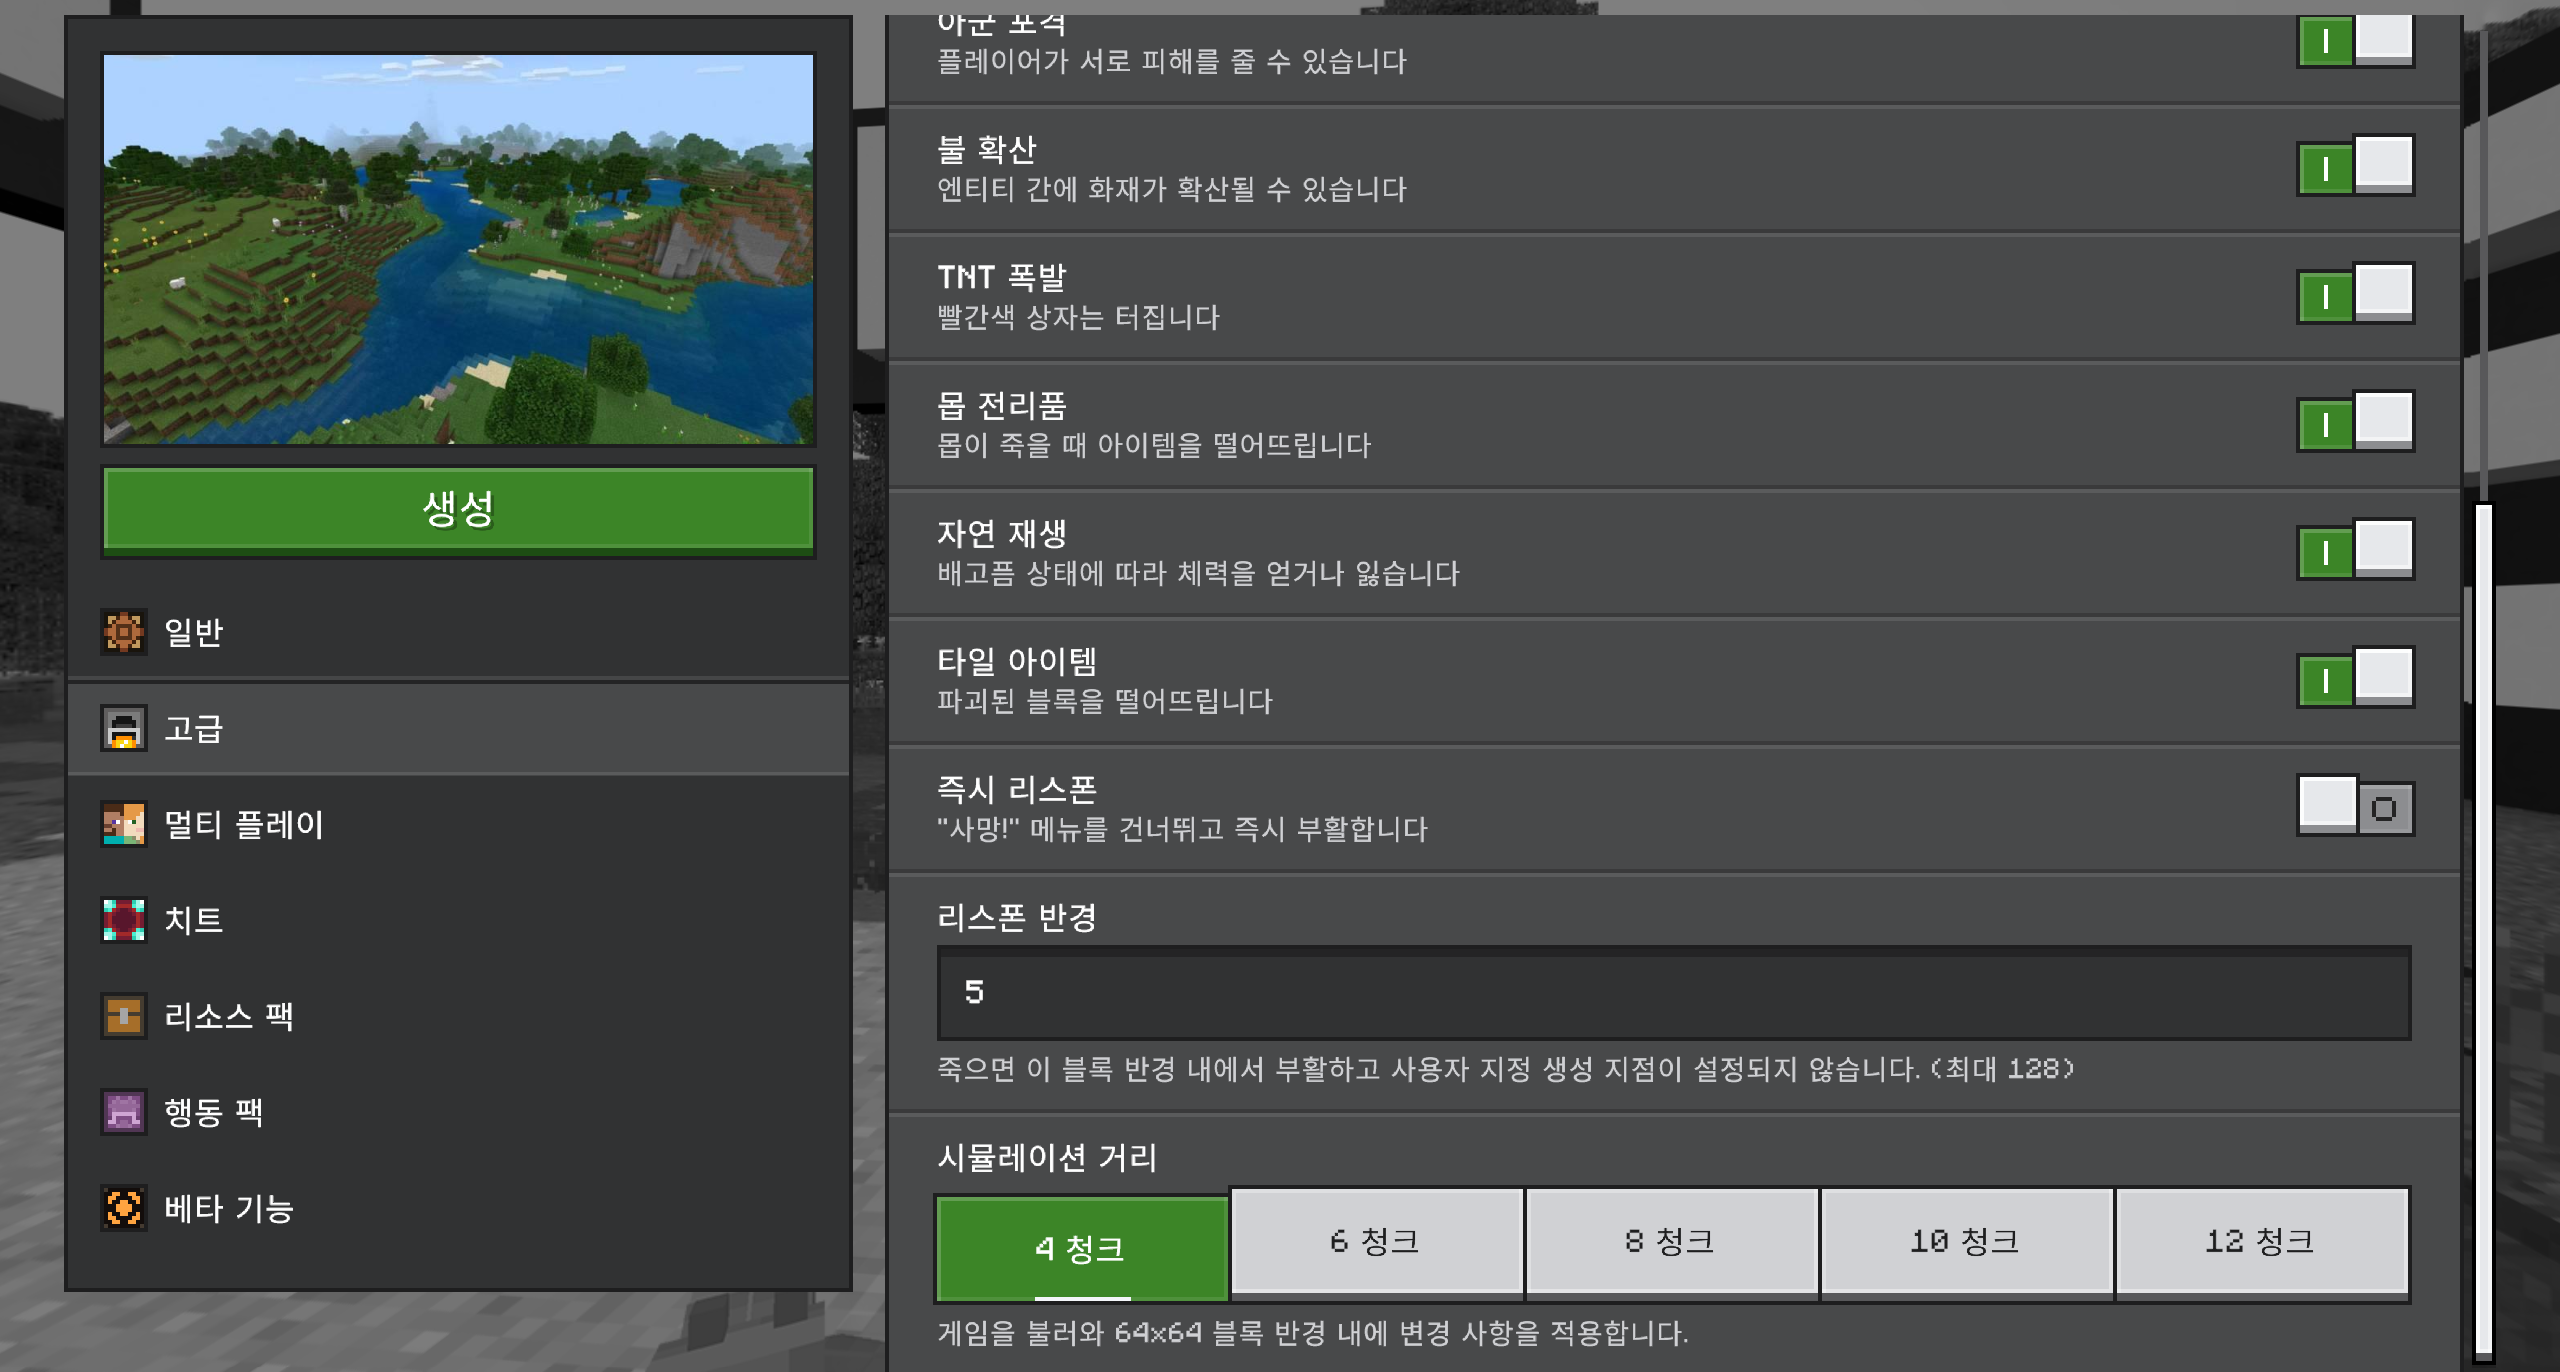 생성
일반
고급
멀티 플레이
치트
리소스 팩
행동 팩
베타 기능
아군 포격
플레이어가 서로 피해를 줄 수 있습니다
불 확산
엔티티 간에 화재가 확산될 수 있습니다
TNT 폭발
빨간색 상자는 터집니다
몹 전리품
몹이 죽을 때 아이템을 떨어뜨립니다
자연 재생
배고픔 상태에 따라 체력을 얻거나 잃습니다
타일 아이템
파괴된 블록을 떨어뜨립니다
즉시 리스폰
"사망!" 메뉴를 건너뛰고 즉시 부활합니다
리스폰 반경
5
죽으면 이 블록 반경 내에서 부활하고 사용자 지정 생성 지점이 설정되지 않습니다. (최대 128)
시뮬레이션 거리
4 청크 6 청크 8 청크 10 청크 12 청크
게임을 불러와 64x64 블록 반경 내에 변경 사항을 적용합니다.